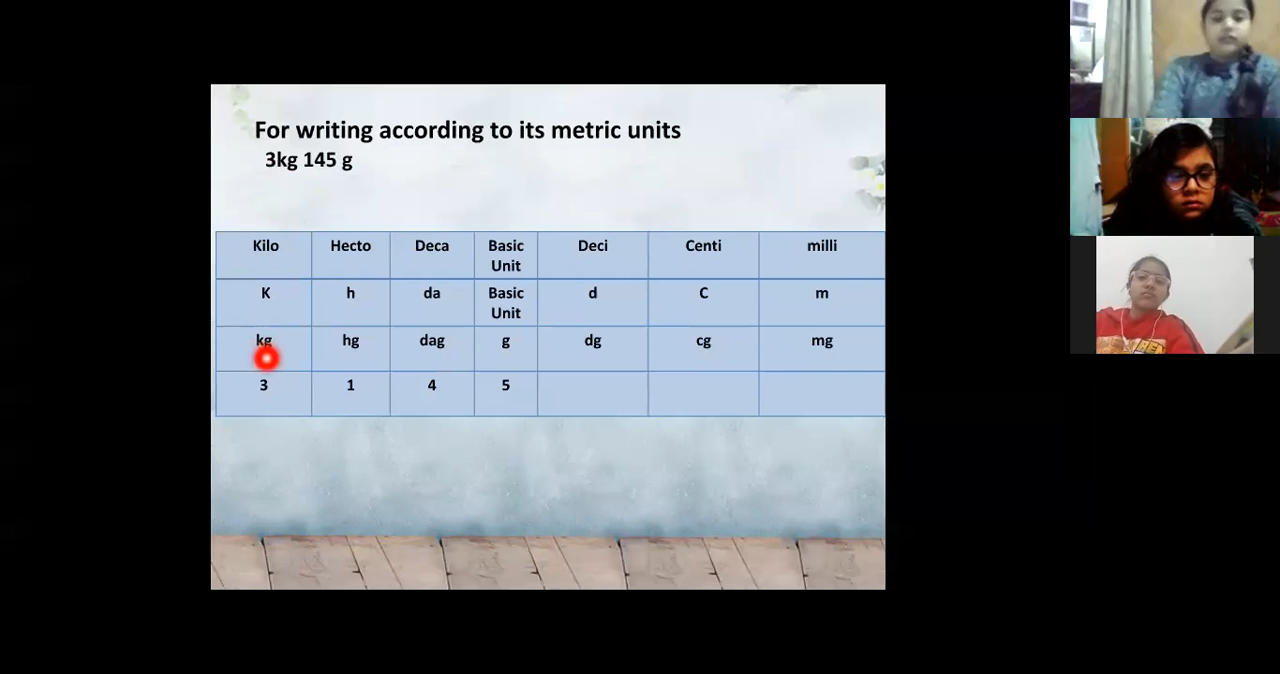 For writing according to its metric units
3kg 145 g
Kilo Hecto Deca Basic Unit Deci Centi milli
K h da Basic Unit d C m
kg hg dag g dg cg mg
3 1 4 5